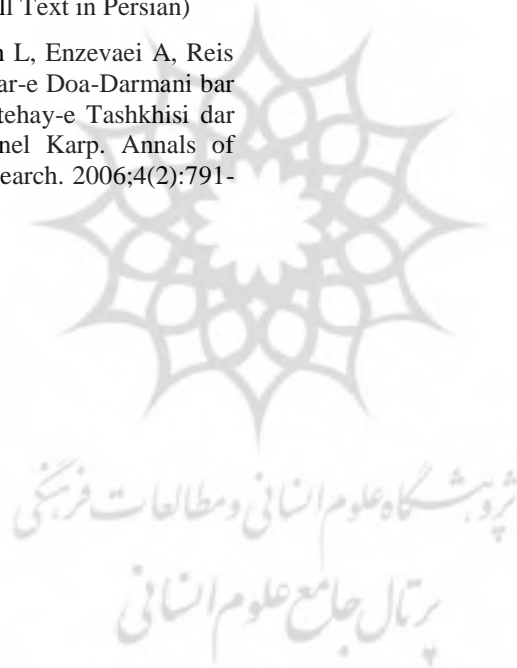 ll Text in Persian)
n L, Enzevaei A, Reis
ar-e Doa-Darmani bar
tehay-e Tashkhisi dar
nel Karp. Annals of
earch. 2006;4(2):791-
پژوهشگاه علوم انسانی و مطالعات فرهنگی
پرتال جامع علوم انسانی